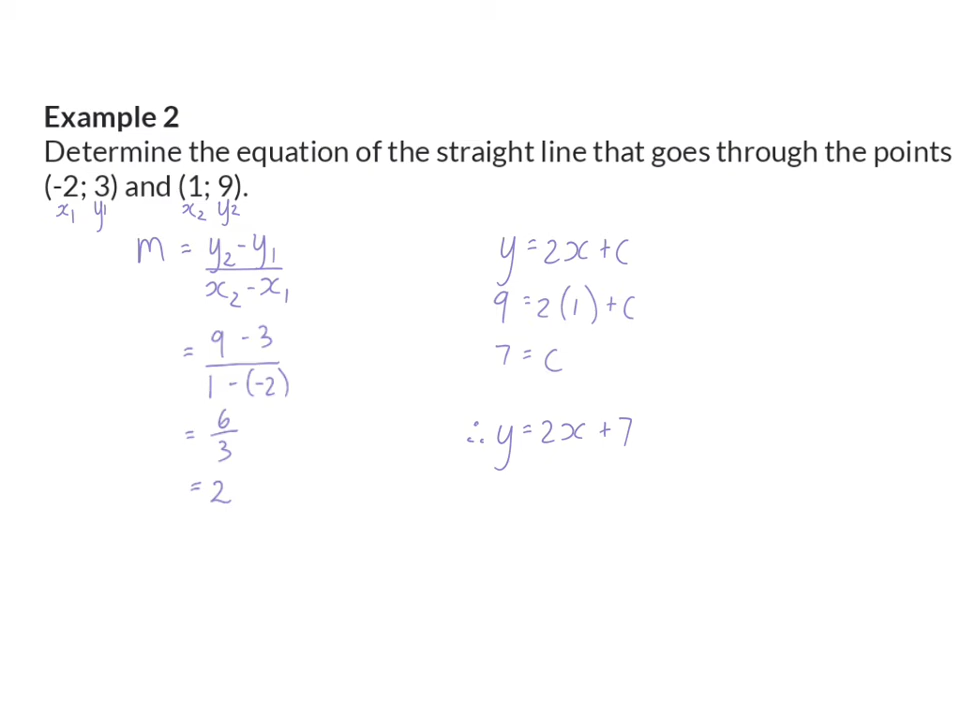 Example 2
Determine the equation of the straight line that goes through the points
(-2; 3) and (1; 9).
x₁ y₁ x₂ y₂
m = (y₂ - y₁)/(x₂ - x₁)
= (9 - 3)/(1 - (-2))
= 6/3
= 2
y = 2x + c
9 = 2(1) + c
7 = c
∴ y = 2x + 7